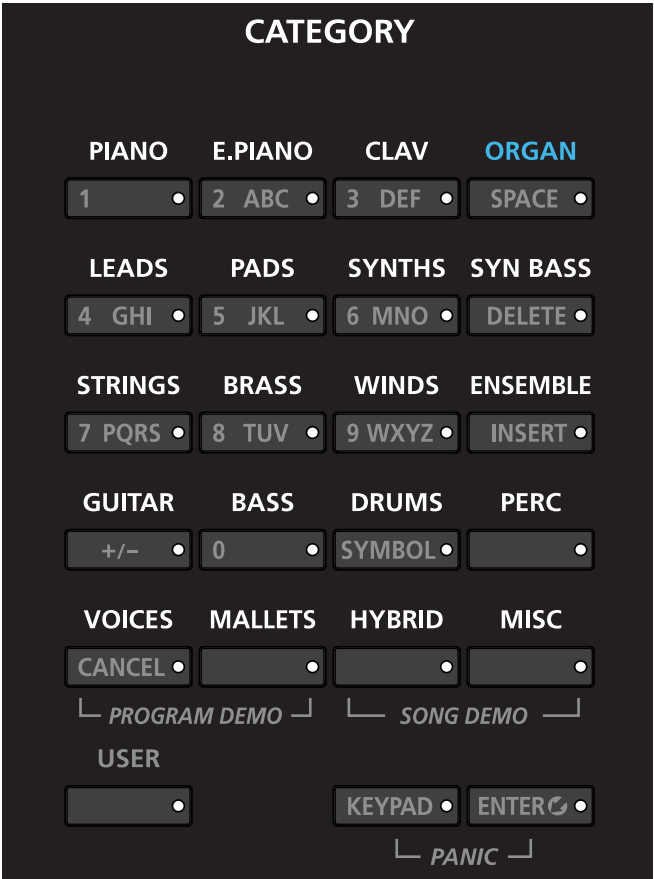 CATEGORY
PIANO E.PIANO CLAV ORGAN
1 2 ABC 3 DEF SPACE
LEADS PADS SYNTHS SYN BASS
4 GHI 5 JKL 6 MNO DELETE
STRINGS BRASS WINDS ENSEMBLE
7 PQRS 8 TUV 9 WXYZ INSERT
GUITAR BASS DRUMS PERC
+/– 0 SYMBOL
VOICES MALLETS HYBRID MISC
CANCEL
PROGRAM DEMO SONG DEMO
USER
KEYPAD ENTER
PANIC